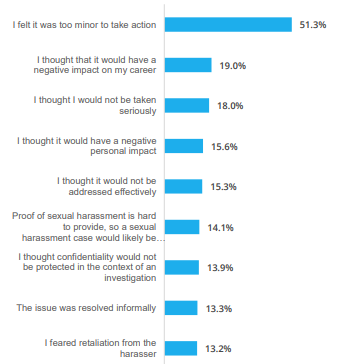 I felt it was too minor to take action
51.3%
I thought that it would have a
negative impact on my career
19.0%
I thought I would not be taken
seriously
18.0%
I thought it would have a negative
personal impact
15.6%
I thought it would not be
addressed effectively
15.3%
Proof of sexual harassment is hard
to provide, so a sexual
harassment case would likely be…
14.1%
I thought confidentiality would not
be protected in the context of an
investigation
13.9%
The issue was resolved informally
13.3%
I feared retaliation from the
harasser
13.2%